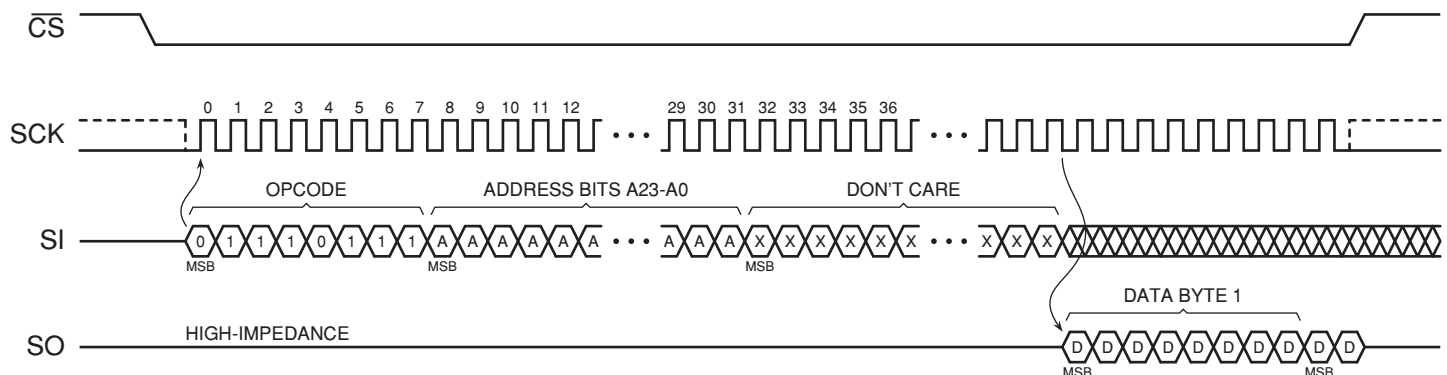 CS
SCK
0 1 2 3 4 5 6 7 8 9 10 11 12 29 30 31 32 33 34 35 36
OPCODE ADDRESS BITS A23-A0 DON'T CARE
SI
0 1 1 1 0 1 1 1 A A A A A A A A A X X X X X X X X X
MSB MSB MSB
DATA BYTE 1
HIGH-IMPEDANCE
SO
D D D D D D D D D D
MSB MSB